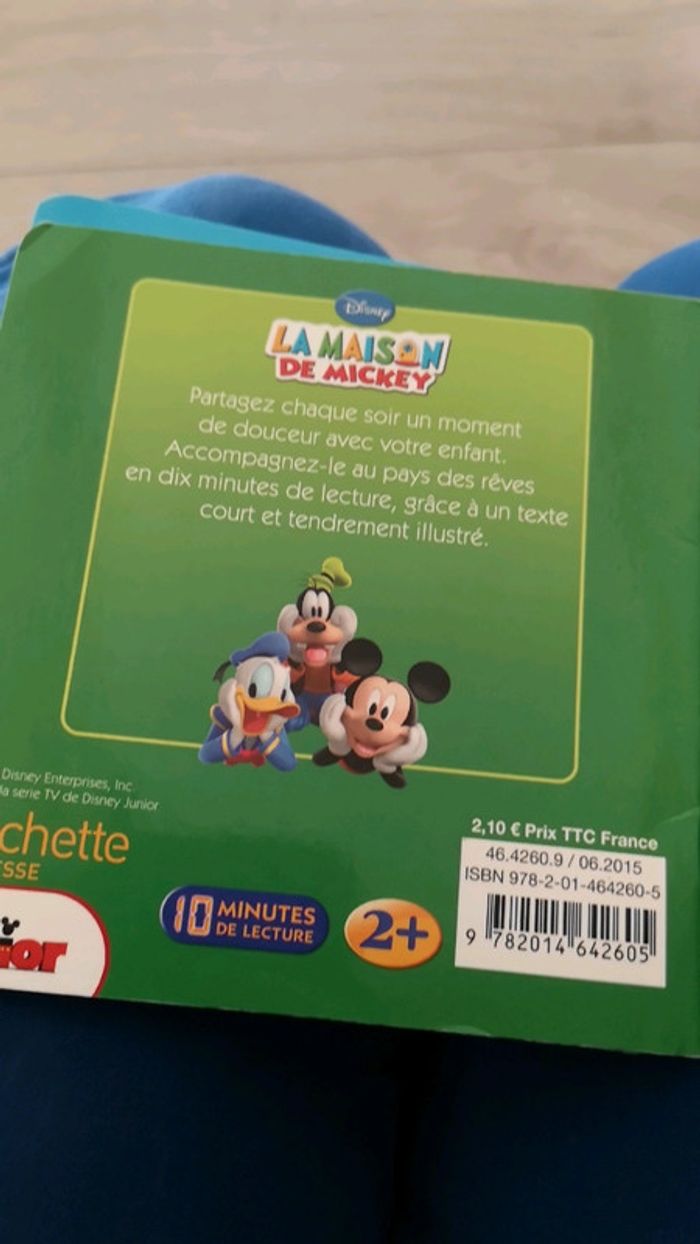 Disney
LA MAISON
DE MICKEY
Partagez chaque soir un moment
de douceur avec votre enfant.
Accompagnez-le au pays des rêves
en dix minutes de lecture, grâce à un texte
court et tendrement illustré.
Disney Enterprises, Inc.
la serie TV de Disney Junior
chette
ESSE
ior
10 MINUTES
DE LECTURE
2+
2,10 € Prix TTC France
46.4260.9 / 06.2015
ISBN 978-2-01-464260-5
9 782014 642605